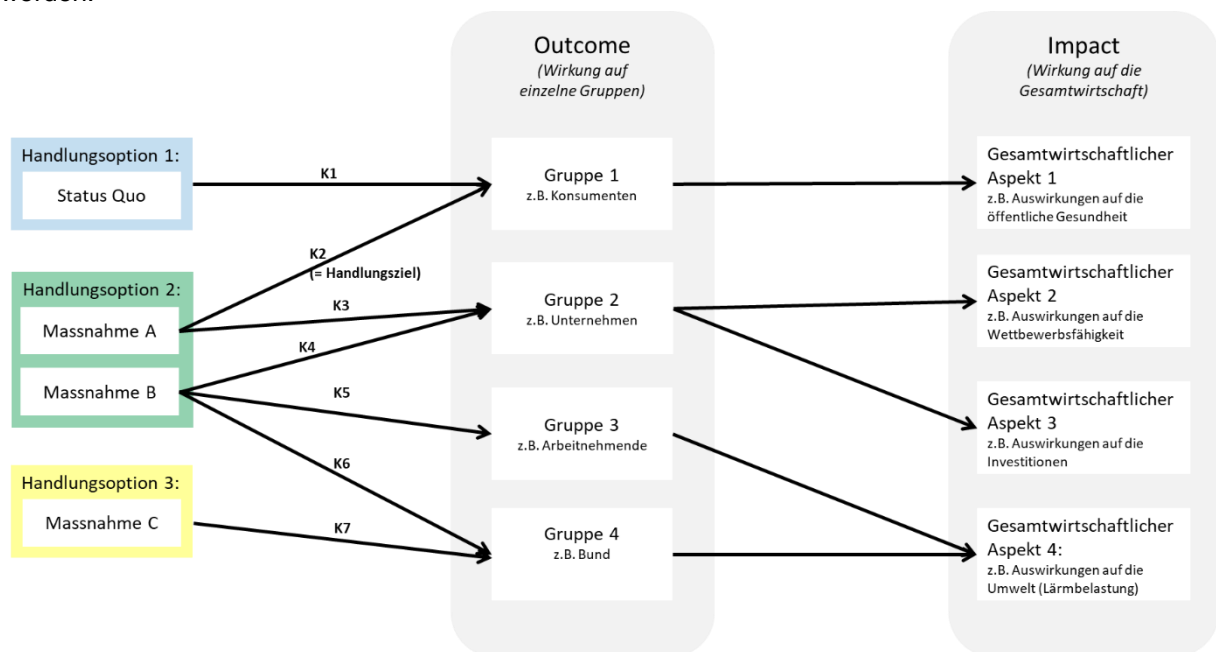 Outcome
(Wirkung auf
einzelne Gruppen)
Impact
(Wirkung auf die
Gesamtwirtschaft)
Handlungsoption 1:
Status Quo
K1
Gruppe 1
z.B. Konsumenten
Gesamtwirtschaftlicher
Aspekt 1
z.B. Auswirkungen auf die
öffentliche Gesundheit
K2
(= Handlungsziel)
Handlungsoption 2:
Massnahme A
K3
Gruppe 2
z.B. Unternehmen
Gesamtwirtschaftlicher
Aspekt 2
z.B. Auswirkungen auf die
Wettbewerbsfähigkeit
K4
Massnahme B
K5
Gruppe 3
z.B. Arbeitnehmende
Gesamtwirtschaftlicher
Aspekt 3
z.B. Auswirkungen auf die
Investitionen
K6
Handlungsoption 3:
Massnahme C
K7
Gruppe 4
z.B. Bund
Gesamtwirtschaftlicher
Aspekt 4:
z.B. Auswirkungen auf die
Umwelt (Lärmbelastung)